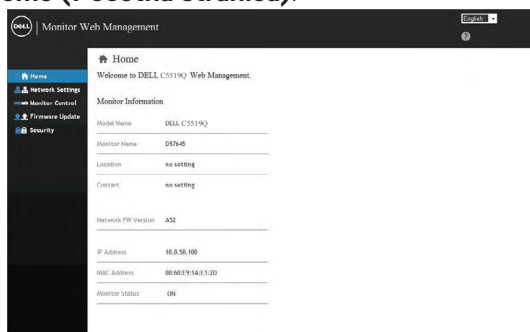 DELL | Monitor Web Management
English
Home
Network Settings
Monitor Control
Firmware Update
Security
Home
Welcome to DELL C5519Q Web Management.
Monitor Information
Model Name DELL C5519Q
Monitor Name D57645
Location no setting
Contact no setting
Network FW Version A52
IP Address 10.0.50.100
MAC Address 00:60:E9:1A:E1:2D
Monitor Status ON